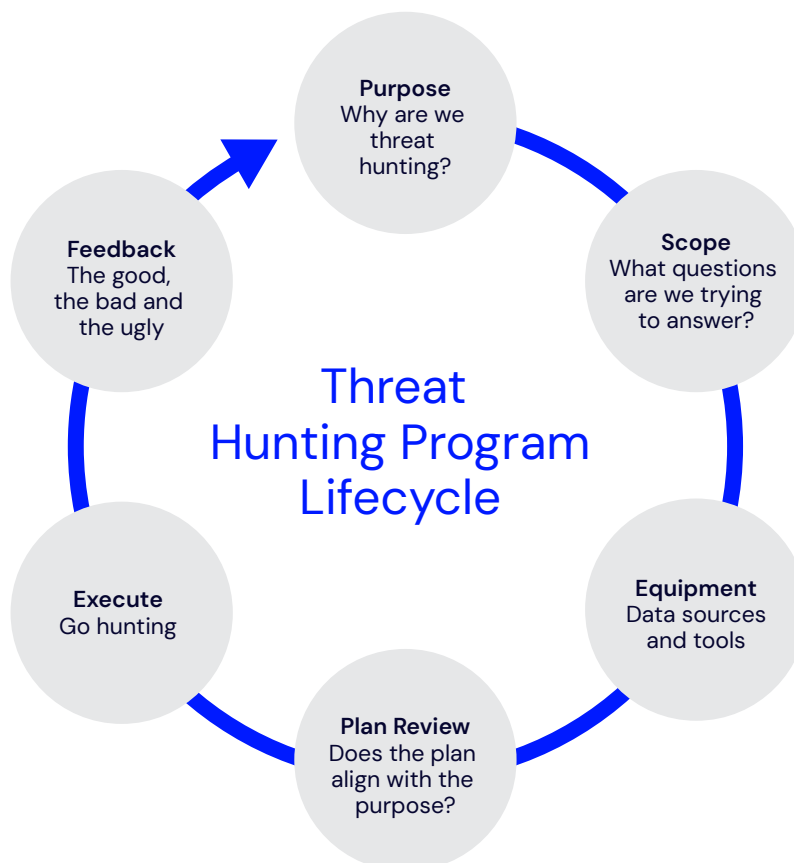 Purpose
Why are we
threat
hunting?
Scope
What questions
are we trying
to answer?
Equipment
Data sources
and tools
Plan Review
Does the plan
align with the
purpose?
Execute
Go hunting
Feedback
The good,
the bad and
the ugly
Threat
Hunting Program
Lifecycle